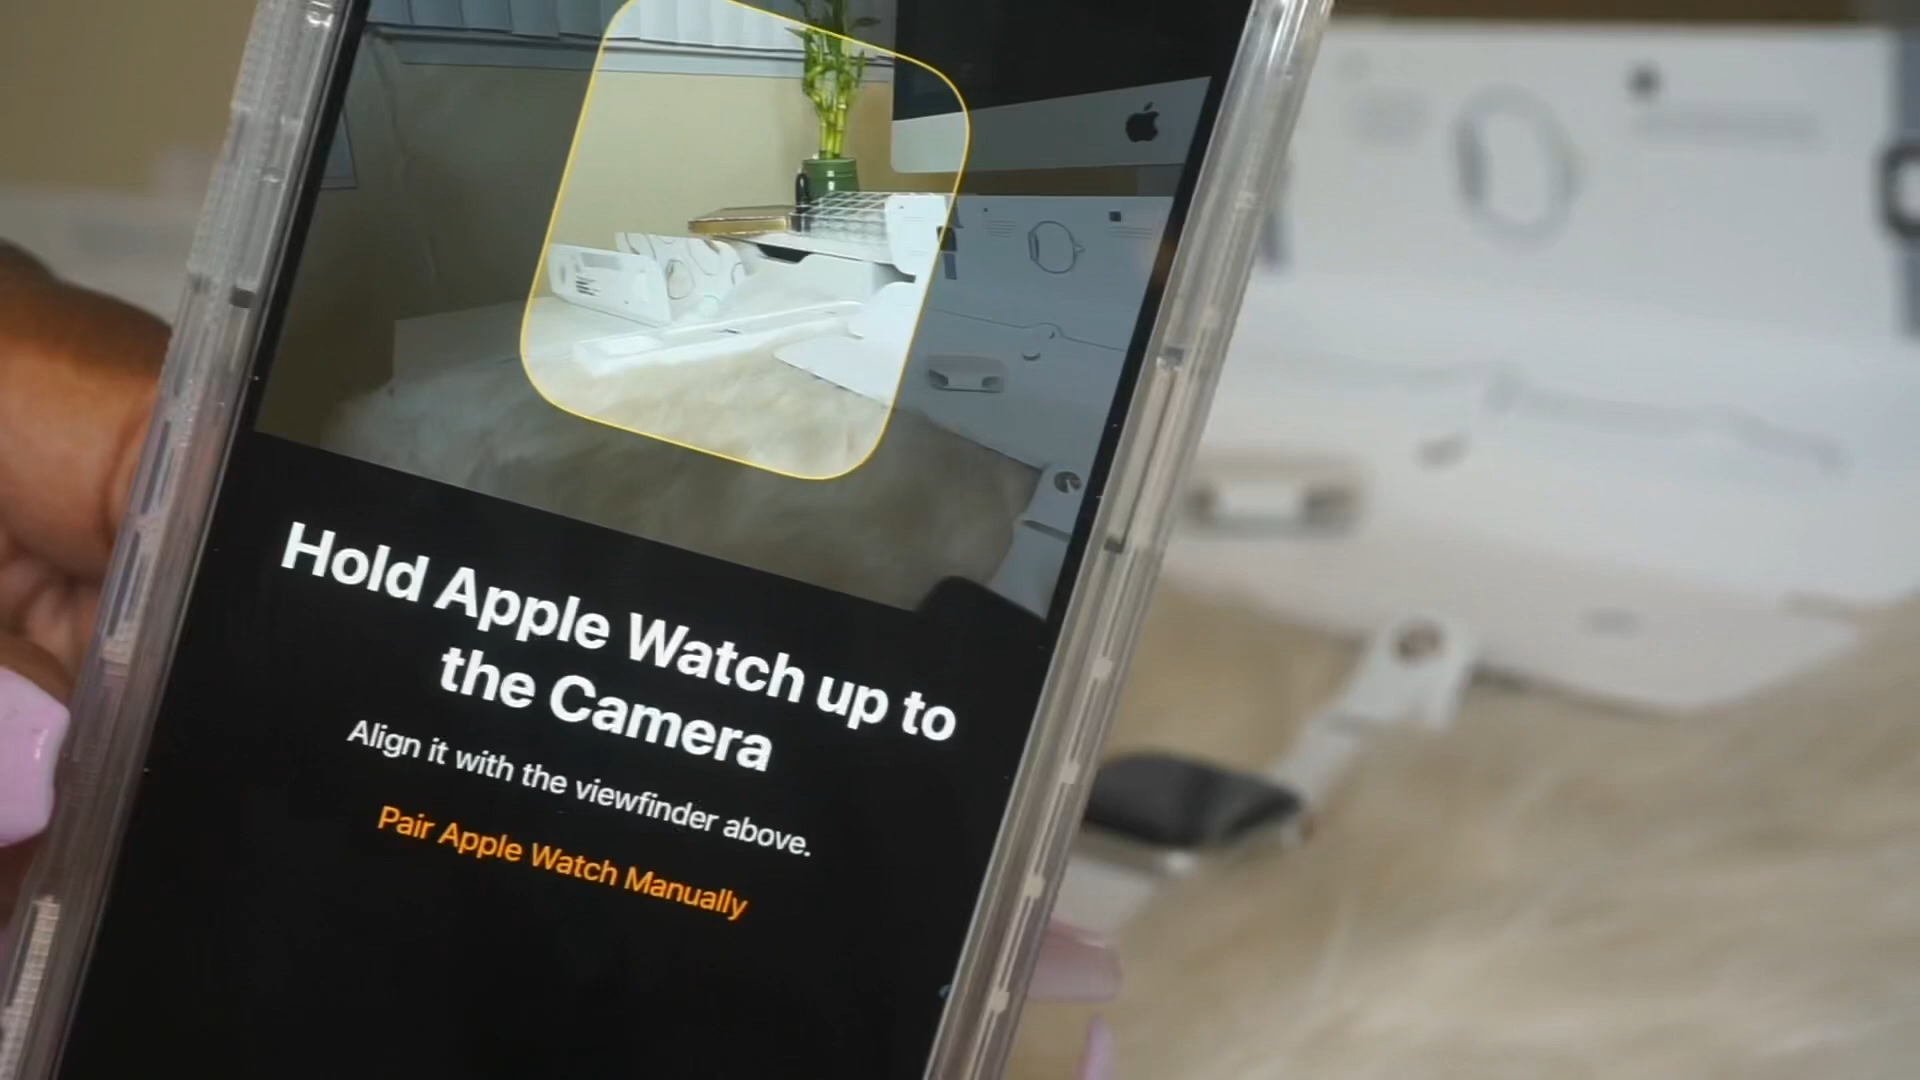 Hold Apple Watch up to
the Camera
Align it with the viewfinder above.
Pair Apple Watch Manually